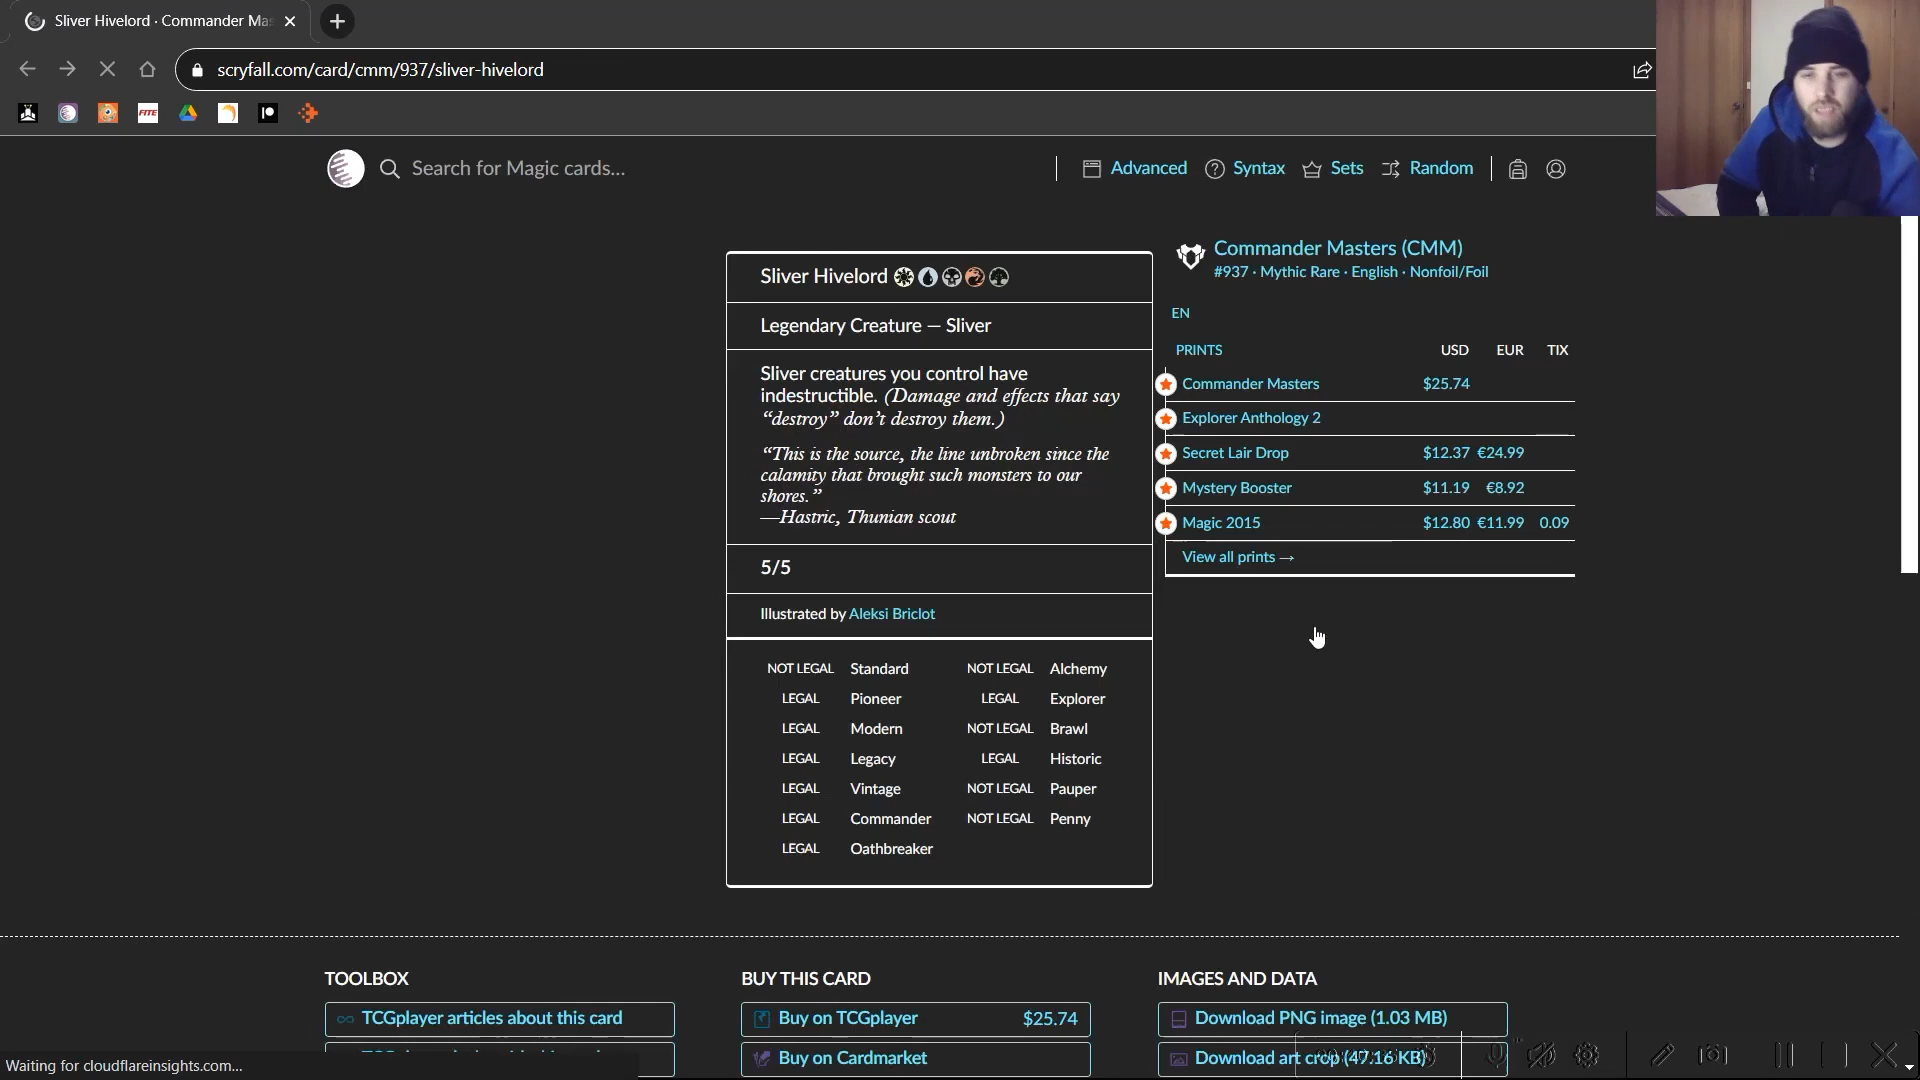 Sliver Hivelord · Commander Mas
scryfall.com/card/cmm/937/sliver-hivelord
FITE
Search for Magic cards...
Advanced
Syntax
Sets
Random
Sliver Hivelord
Legendary Creature — Sliver
Sliver creatures you control have
indestructible. (Damage and effects that say
“destroy” don’t destroy them.)
“This is the source, the line unbroken since the
calamity that brought such monsters to our
shores.”
—Hastric, Thunian scout
5/5
Illustrated by Aleksi Briclot
NOT LEGAL Standard NOT LEGAL Alchemy
LEGAL Pioneer LEGAL Explorer
LEGAL Modern NOT LEGAL Brawl
LEGAL Legacy LEGAL Historic
LEGAL Vintage NOT LEGAL Pauper
LEGAL Commander NOT LEGAL Penny
LEGAL Oathbreaker
Commander Masters (CMM)
#937 · Mythic Rare · English · Nonfoil/Foil
EN
PRINTS USD EUR TIX
Commander Masters $25.74
Explorer Anthology 2
Secret Lair Drop $12.37 €24.99
Mystery Booster $11.19 €8.92
Magic 2015 $12.80 €11.99 0.09
View all prints →
TOOLBOX
TCGplayer articles about this card
BUY THIS CARD
Buy on TCGplayer $25.74
Buy on Cardmarket
IMAGES AND DATA
Download PNG image (1.03 MB)
Download art crop (47.16 KB)
Waiting for cloudflareinsights.com...